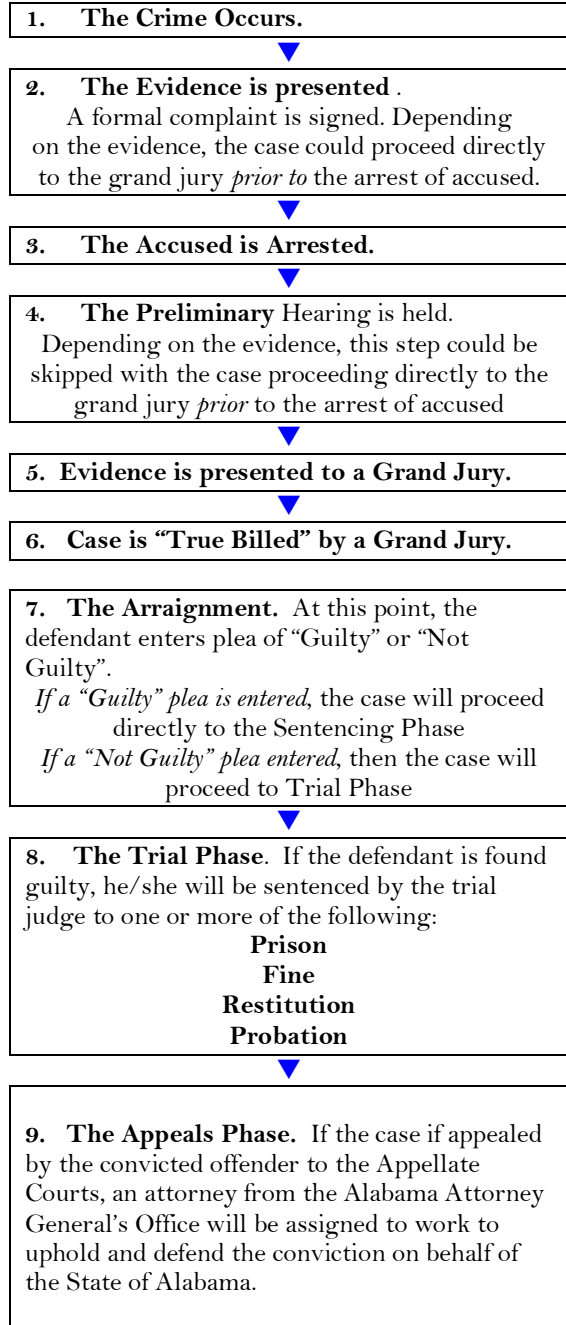 1. The Crime Occurs.
2. The Evidence is presented .
A formal complaint is signed. Depending
on the evidence, the case could proceed directly
to the grand jury prior to the arrest of accused.
3. The Accused is Arrested.
4. The Preliminary Hearing is held.
Depending on the evidence, this step could be
skipped with the case proceeding directly to the
grand jury prior to the arrest of accused
5. Evidence is presented to a Grand Jury.
6. Case is “True Billed” by a Grand Jury.
7. The Arraignment. At this point, the
defendant enters plea of “Guilty” or “Not
Guilty”.
If a “Guilty” plea is entered, the case will proceed
directly to the Sentencing Phase
If a “Not Guilty” plea entered, then the case will
proceed to Trial Phase
8. The Trial Phase. If the defendant is found
guilty, he/she will be sentenced by the trial
judge to one or more of the following:
Prison
Fine
Restitution
Probation
9. The Appeals Phase. If the case if appealed
by the convicted offender to the Appellate
Courts, an attorney from the Alabama Attorney
General’s Office will be assigned to work to
uphold and defend the conviction on behalf of
the State of Alabama.